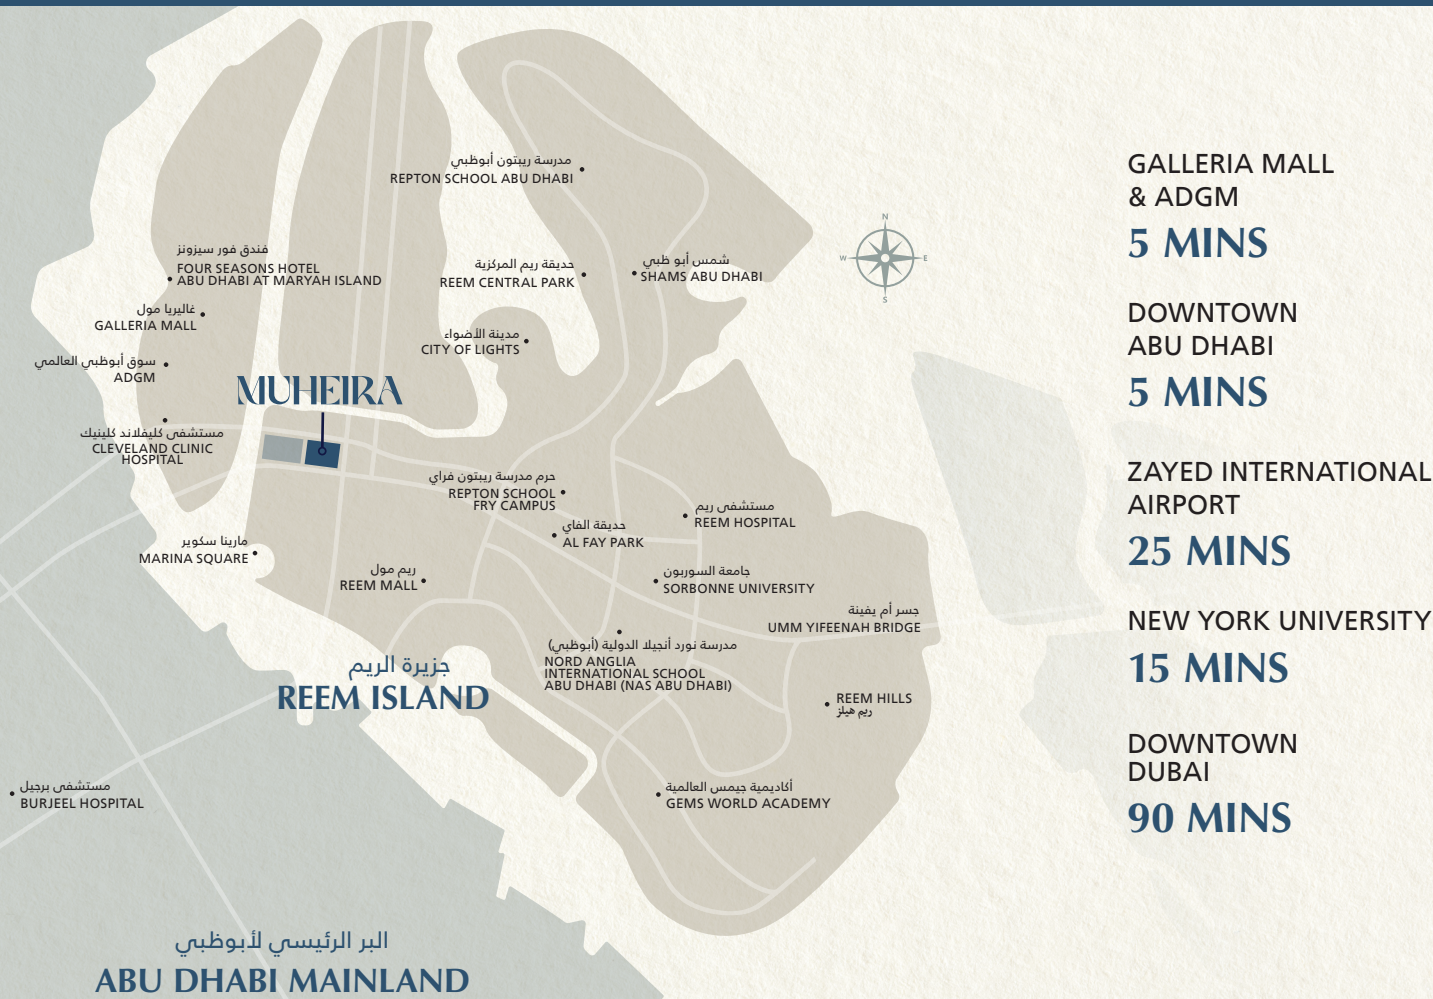 مدرسة ريبتون أبوظبي
REPTON SCHOOL ABU DHABI
N
W
E
S
فندق فور سيزونز
FOUR SEASONS HOTEL
ABU DHABI AT MARYAH ISLAND
حديقة ريم المركزية
REEM CENTRAL PARK
شمس أبو ظبي
SHAMS ABU DHABI
غاليريا مول
GALLERIA MALL
مدينة الأضواء
CITY OF LIGHTS
سوق أبوظبي العالمي
ADGM
MUHEIRA
مستشفى كليفلاند كلينيك
CLEVELAND CLINIC
HOSPITAL
حرم مدرسة ريبتون فراي
REPTON SCHOOL
FRY CAMPUS
مستشفى ريم
REEM HOSPITAL
حديقة الفاي
AL FAY PARK
مارينا سكوير
MARINA SQUARE
ريم مول
REEM MALL
جامعة السوربون
SORBONNE UNIVERSITY
جسر أم يفينة
UMM YIFEENAH BRIDGE
مدرسة نورد أنجيلا الدولية (أبوظبي)
NORD ANGLIA
INTERNATIONAL SCHOOL
ABU DHABI (NAS ABU DHABI)
جزيرة الريم
REEM ISLAND
REEM HILLS
ريم هيلز
مستشفى برجيل
BURJEEL HOSPITAL
أكاديمية جيمس العالمية
GEMS WORLD ACADEMY
البر الرئيسي لأبوظبي
ABU DHABI MAINLAND
GALLERIA MALL
& ADGM
5 MINS
DOWNTOWN
ABU DHABI
5 MINS
ZAYED INTERNATIONAL
AIRPORT
25 MINS
NEW YORK UNIVERSITY
15 MINS
DOWNTOWN
DUBAI
90 MINS